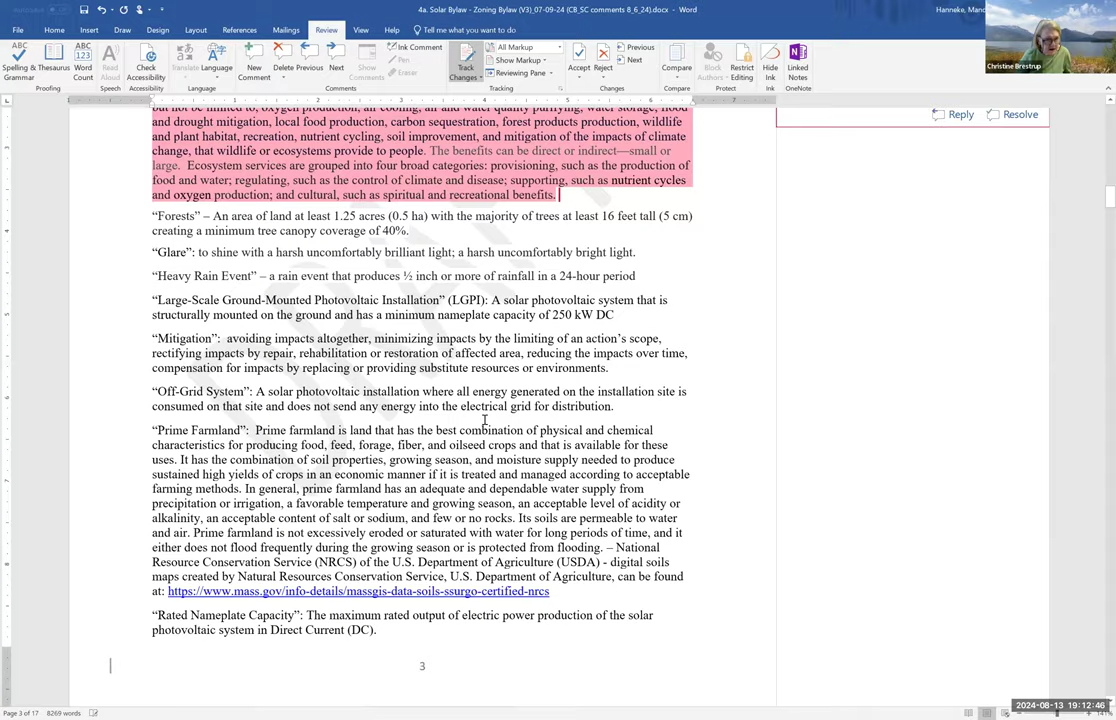 4a. Solar Bylaw - Zoning Bylaw (V3)_07-09-24 (CB_SC comments 8_6_24).docx - Word
Hanneke, Manc
File Home Insert Draw Design Layout References Mailings Review View Help Tell me what you want to do
Spelling & Grammar
Thesaurus
Word Count
Read Aloud
Check Accessibility
Translate
Language
New Comment
Delete
Previous
Next
Show Comments
Ink Comment
Pen
Eraser
Track Changes
All Markup
Show Markup
Reviewing Pane
Accept
Reject
Previous
Next
Compare
Block Authors
Restrict Editing
Hide Ink
Linked Notes
Proofing Speech Accessibility Language Comments Tracking Changes Compare Protect Ink OneNote
Christine Brestrup
but not be limited to, oxygen production, air cooling, air and water quality purifying, water storage, flood
and drought mitigation, local food production, carbon sequestration, forest products production, wildlife
and plant habitat, recreation, nutrient cycling, soil improvement, and mitigation of the impacts of climate
change, that wildlife or ecosystems provide to people. The benefits can be direct or indirect—small or
large. Ecosystem services are grouped into four broad categories: provisioning, such as the production of
food and water; regulating, such as the control of climate and disease; supporting, such as nutrient cycles
and oxygen production; and cultural, such as spiritual and recreational benefits.
Reply Resolve
“Forests” – An area of land at least 1.25 acres (0.5 ha) with the majority of trees at least 16 feet tall (5 cm)
creating a minimum tree canopy coverage of 40%.
“Glare”: to shine with a harsh uncomfortably brilliant light; a harsh uncomfortably bright light.
“Heavy Rain Event” – a rain event that produces ½ inch or more of rainfall in a 24-hour period
“Large-Scale Ground-Mounted Photovoltaic Installation” (LGPI): A solar photovoltaic system that is
structurally mounted on the ground and has a minimum nameplate capacity of 250 kW DC
“Mitigation”: avoiding impacts altogether, minimizing impacts by the limiting of an action’s scope,
rectifying impacts by repair, rehabilitation or restoration of affected area, reducing the impacts over time,
compensation for impacts by replacing or providing substitute resources or environments.
“Off-Grid System”: A solar photovoltaic installation where all energy generated on the installation site is
consumed on that site and does not send any energy into the electrical grid for distribution.
“Prime Farmland”: Prime farmland is land that has the best combination of physical and chemical
characteristics for producing food, feed, forage, fiber, and oilseed crops and that is available for these
uses. It has the combination of soil properties, growing season, and moisture supply needed to produce
sustained high yields of crops in an economic manner if it is treated and managed according to acceptable
farming methods. In general, prime farmland has an adequate and dependable water supply from
precipitation or irrigation, a favorable temperature and growing season, an acceptable level of acidity or
alkalinity, an acceptable content of salt or sodium, and few or no rocks. Its soils are permeable to water
and air. Prime farmland is not excessively eroded or saturated with water for long periods of time, and it
either does not flood frequently during the growing season or is protected from flooding. – National
Resource Conservation Service (NRCS) of the U.S. Department of Agriculture (USDA) - digital soils
maps created by Natural Resources Conservation Service, U.S. Department of Agriculture, can be found
at: https://www.mass.gov/info-details/massgis-data-soils-ssurgo-certified-nrcs
“Rated Nameplate Capacity”: The maximum rated output of electric power production of the solar
photovoltaic system in Direct Current (DC).
3
DRAFT
2024-08-13 19:12:46
Page 3 of 17 8269 words
141%